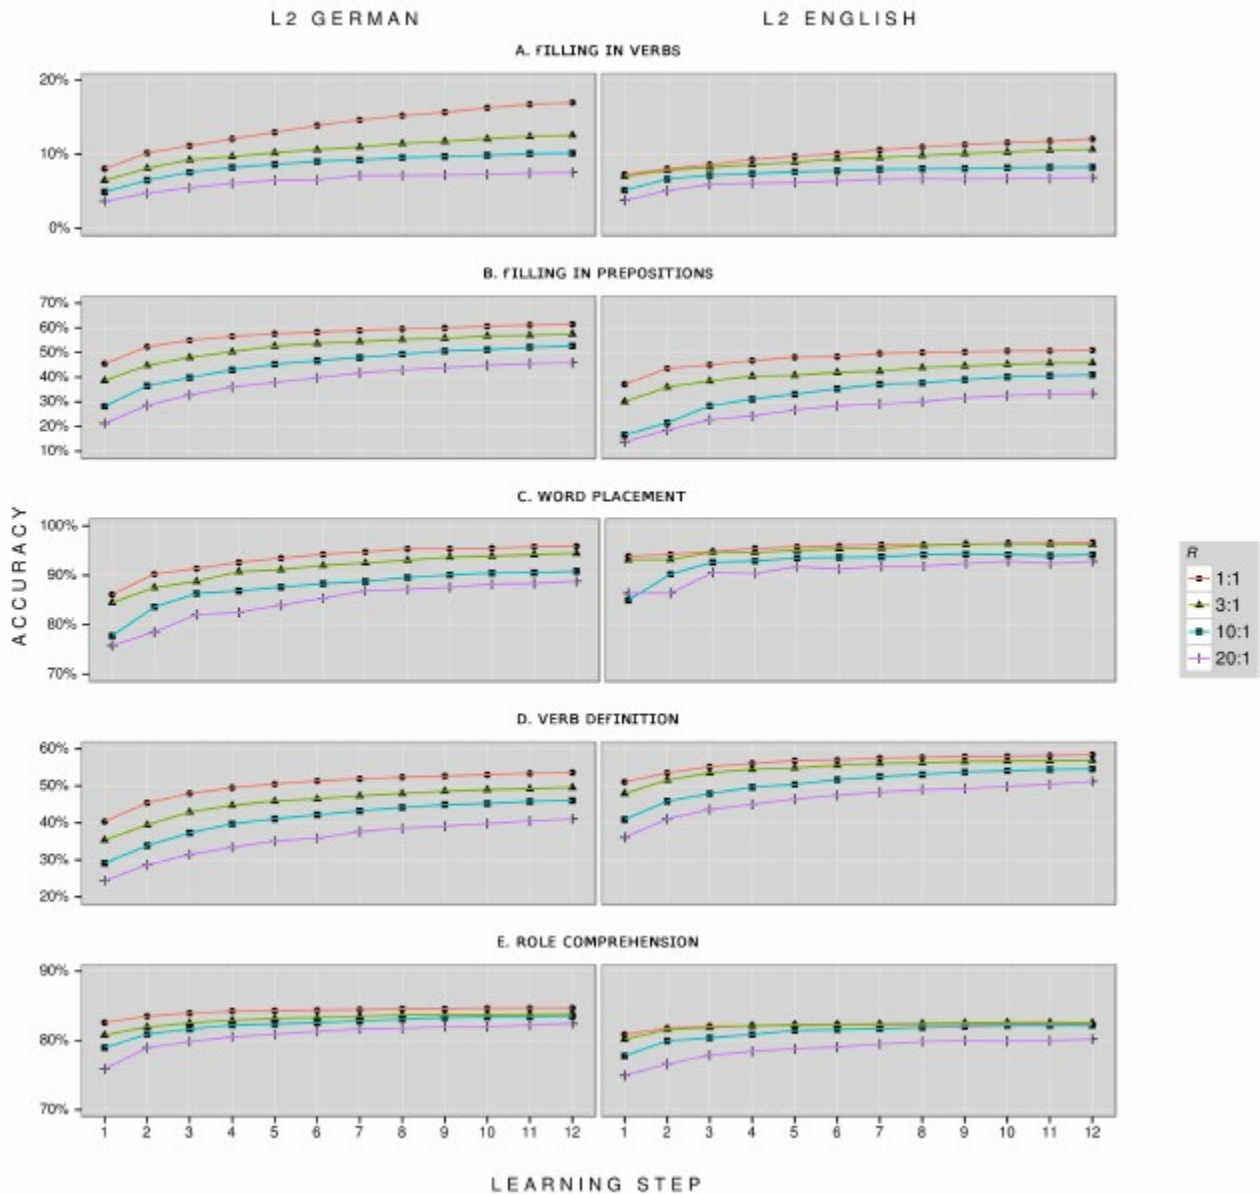 L2 GERMAN L2 ENGLISH
A. FILLING IN VERBS
20%
10%
0%
B. FILLING IN PREPOSITIONS
70%
60%
50%
40%
30%
20%
10%
C. WORD PLACEMENT
100%
90%
80%
70%
ACCURACY
R
1:1
3:1
10:1
20:1
D. VERB DEFINITION
60%
50%
40%
30%
20%
E. ROLE COMPREHENSION
90%
80%
70%
1 2 3 4 5 6 7 8 9 10 11 12 1 2 3 4 5 6 7 8 9 10 11 12
LEARNING STEP